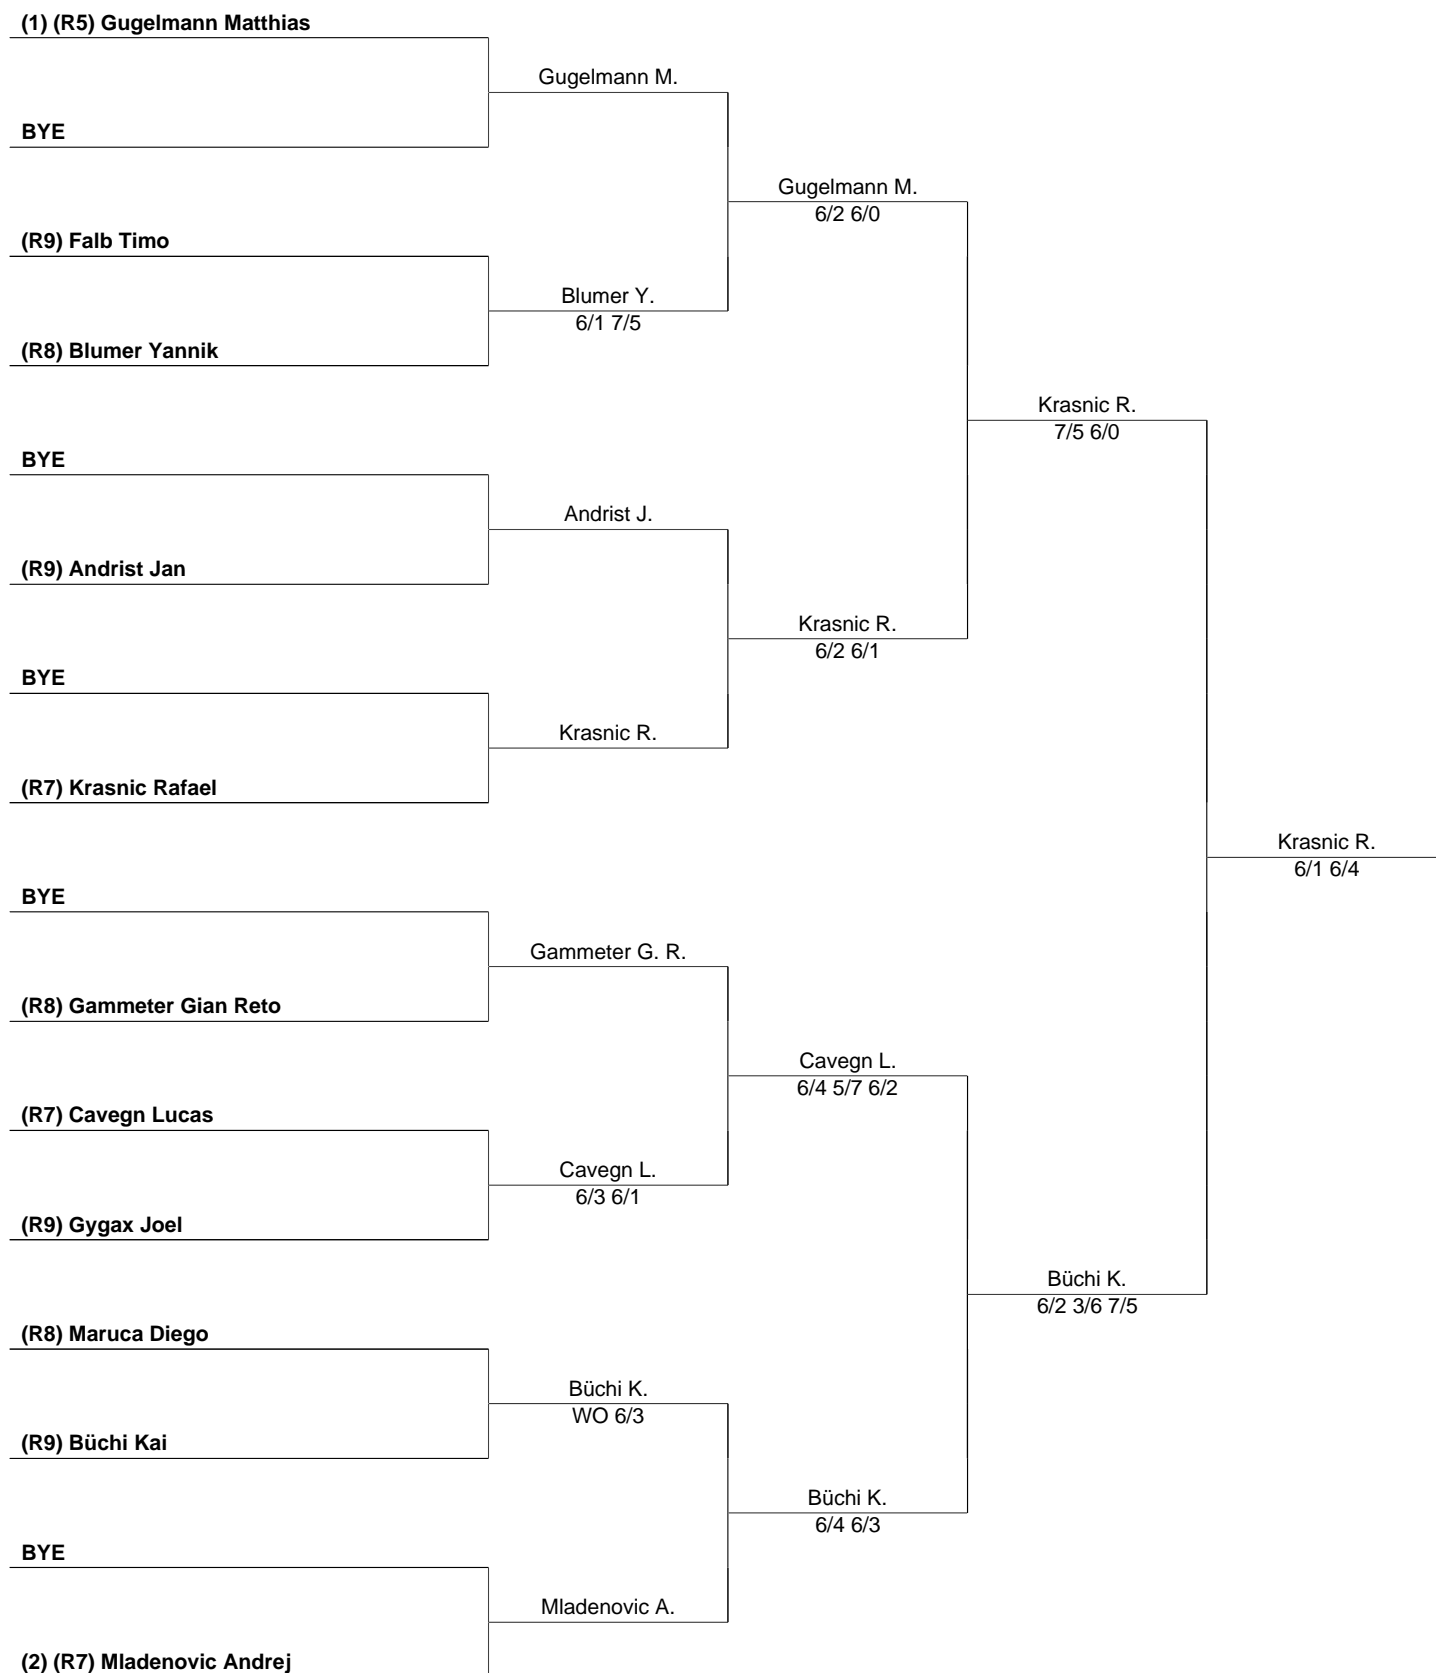 (1) (R5) Gugelmann Matthias
Gugelmann M.
BYE
Gugelmann M.
6/2 6/0
(R9) Falb Timo
Blumer Y.
6/1 7/5
(R8) Blumer Yannik
Krasnic R.
7/5 6/0
BYE
Andrist J.
(R9) Andrist Jan
Krasnic R.
6/2 6/1
BYE
Krasnic R.
(R7) Krasnic Rafael
Krasnic R.
6/1 6/4
BYE
Gammeter G. R.
(R8) Gammeter Gian Reto
Cavegn L.
6/4 5/7 6/2
(R7) Cavegn Lucas
Cavegn L.
6/3 6/1
(R9) Gygax Joel
Büchi K.
6/2 3/6 7/5
(R8) Maruca Diego
Büchi K.
WO 6/3
(R9) Büchi Kai
Büchi K.
6/4 6/3
BYE
Mladenovic A.
(2) (R7) Mladenovic Andrej